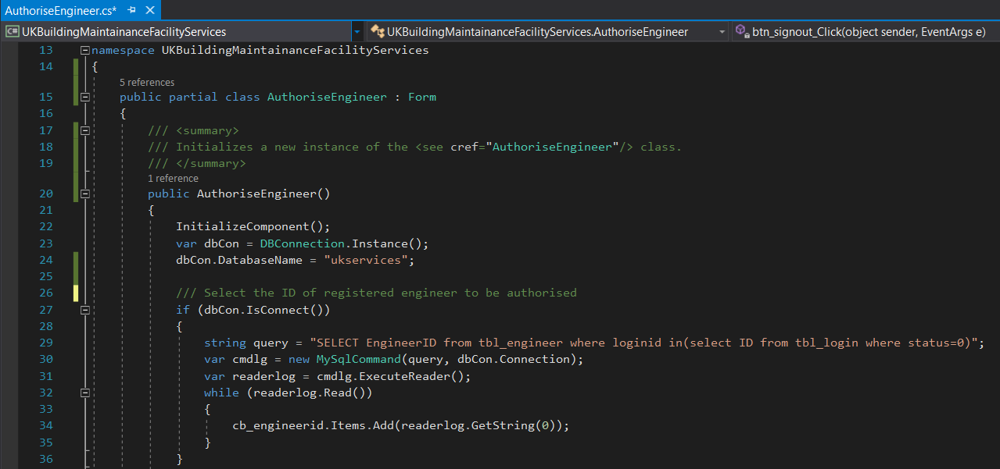 AuthoriseEngineer.cs*
UKBuildingMaintainanceFacilityServices UKBuildingMaintainanceFacilityServices.AuthoriseEngineer btn_signout_Click(object sender, EventArgs e)
13 namespace UKBuildingMaintainanceFacilityServices
14 {
5 references
15 public partial class AuthoriseEngineer : Form
16 {
17 /// <summary>
18 /// Initializes a new instance of the <see cref="AuthoriseEngineer"/> class.
19 /// </summary>
1 reference
20 public AuthoriseEngineer()
21 {
22 InitializeComponent();
23 var dbCon = DBConnection.Instance();
24 dbCon.DatabaseName = "ukservices";
25
26 /// Select the ID of registered engineer to be authorised
27 if (dbCon.IsConnect())
28 {
29 string query = "SELECT EngineerID from tbl_engineer where loginid in(select ID from tbl_login where status=0)";
30 var cmdlg = new MySqlCommand(query, dbCon.Connection);
31 var readerlog = cmdlg.ExecuteReader();
32 while (readerlog.Read())
33 {
34 cb_engineerid.Items.Add(readerlog.GetString(0));
35 }
36 }